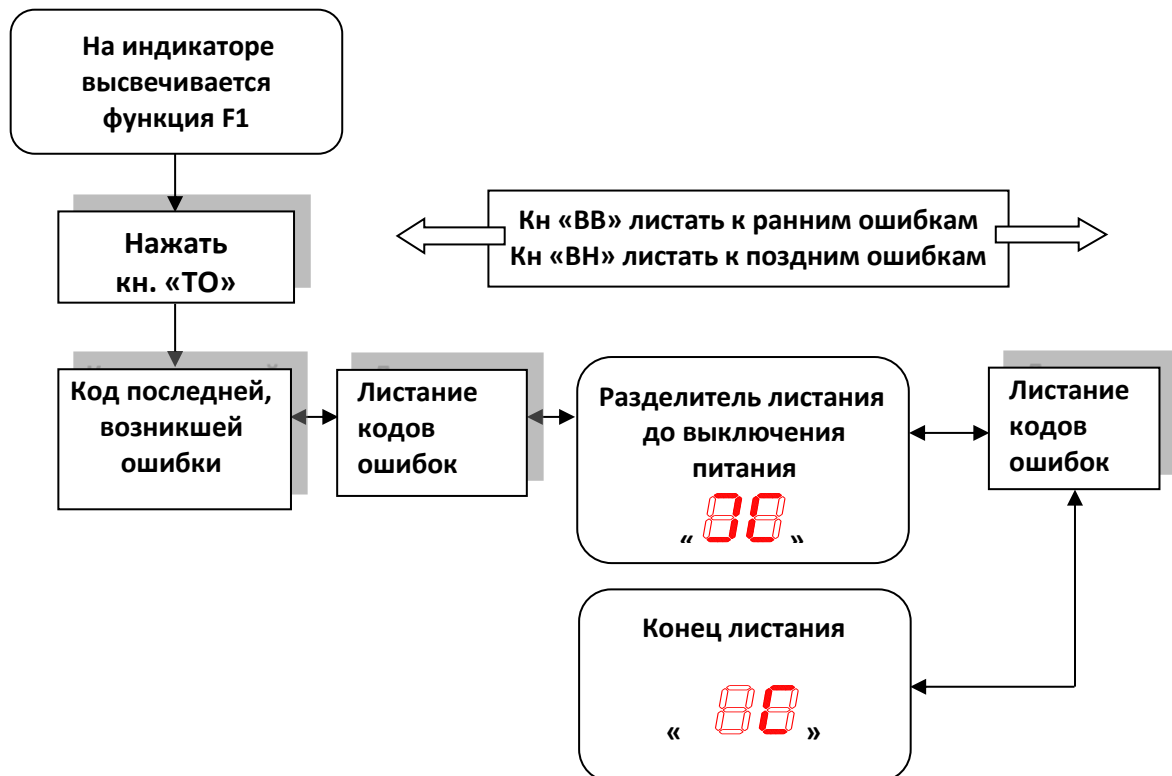 На индикаторе
высвечивается
функция F1
Нажать
кн. «ТО»
Кн «ВВ» листать к ранним ошибкам
Кн «ВН» листать к поздним ошибкам
Код последней,
возникшей
ошибки
Листание
кодов
ошибок
Разделитель листания
до выключения
питания
« »
Листание
кодов
ошибок
Конец листания
« C »